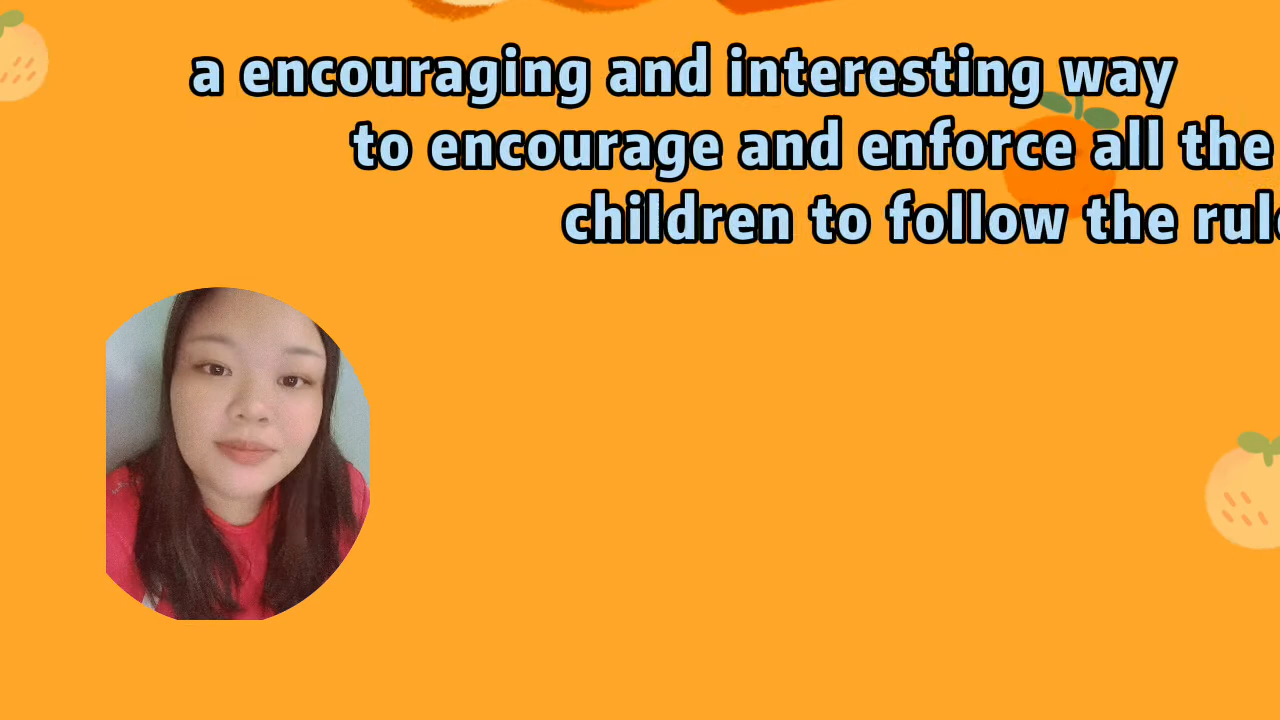 a encouraging and interesting way
to encourage and enforce all the
children to follow the